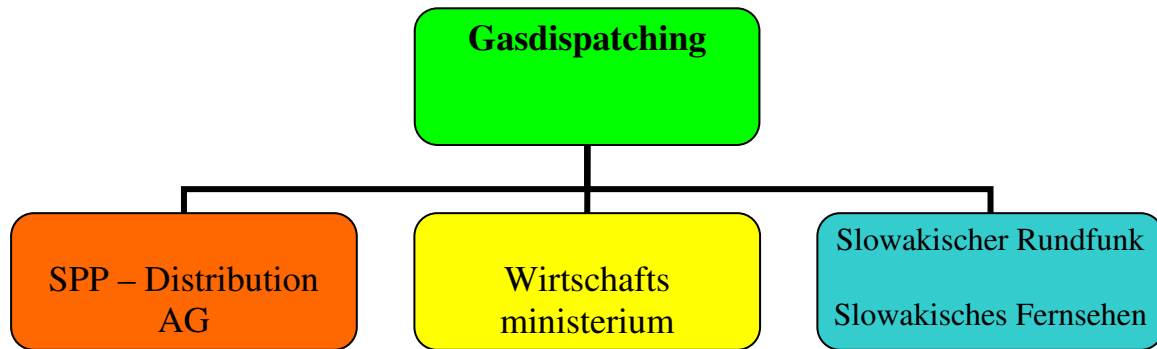 Gasdispatching
SPP – Distribution
AG
Wirtschafts
ministerium
Slowakischer Rundfunk
Slowakisches Fernsehen